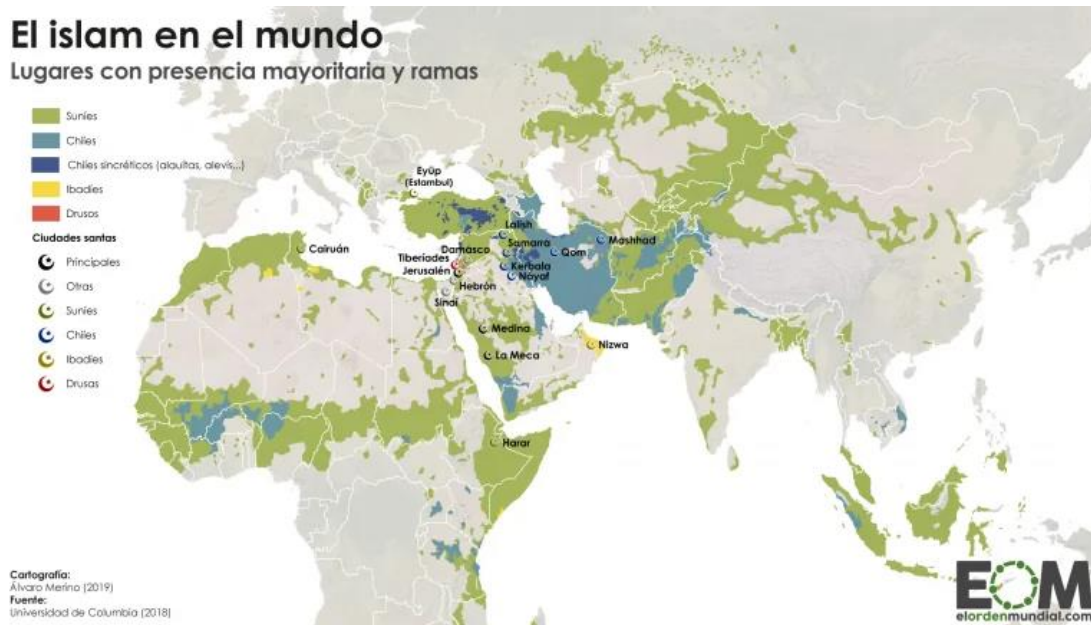 El islam en el mundo
Lugares con presencia mayoritaria y ramas
Suníes
Chiíes
Chiíes sincréticos (alauitas, alevís...)
Ibadíes
Drusos
Ciudades santas
Principales
Otras
Suníes
Chiíes
Ibadíes
Drusas
Eyüp
(Estambul)
Cairuán
Lalish
Samarra
Mashhad
Qom
Damasco
Tiberíades
Kerbala
Jerusalén
Nayaf
Hebrón
Sinaí
Medina
Nizwa
La Meca
Harar
Cartografía:
Álvaro Merino (2019)
Fuente:
Universidad de Columbia (2018)
EOM
elordenmundial.com